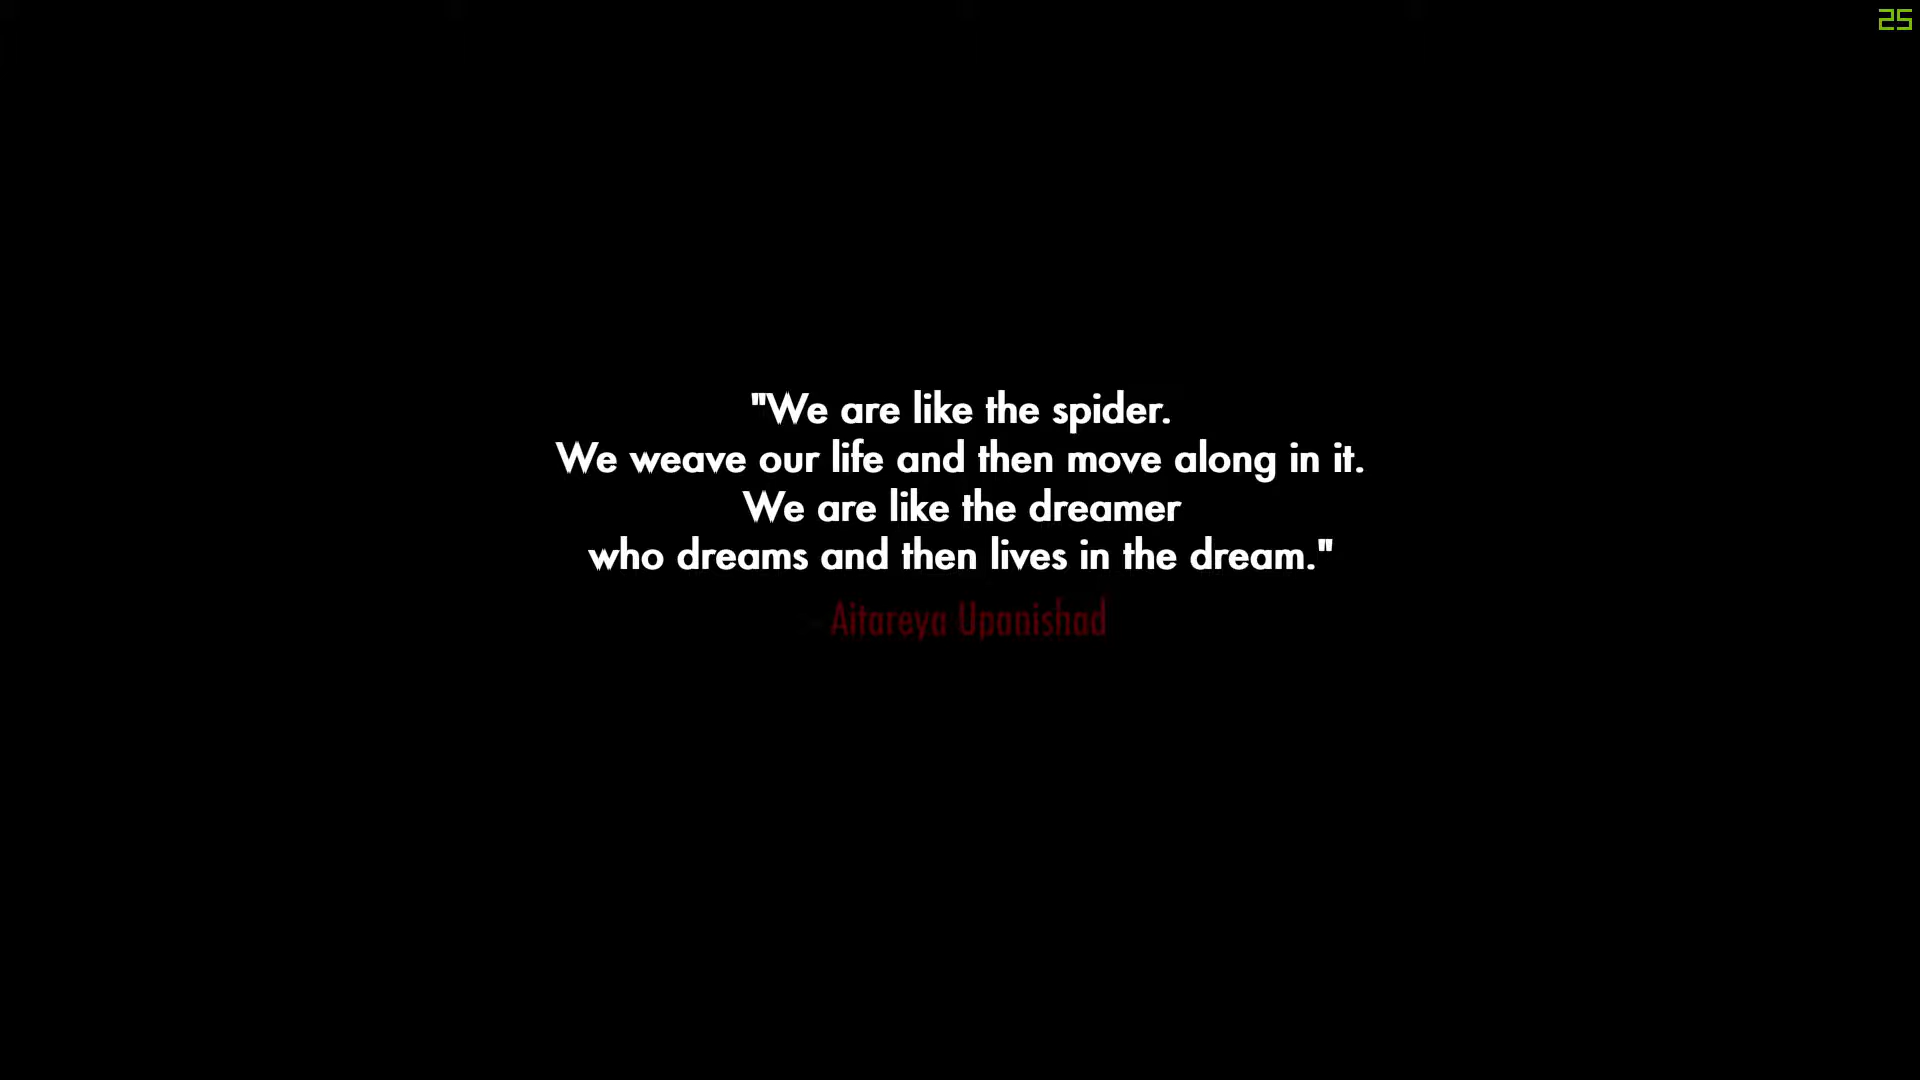 25
"We are like the spider.
We weave our life and then move along in it.
We are like the dreamer
who dreams and then lives in the dream."
- Aitareya Upanishad